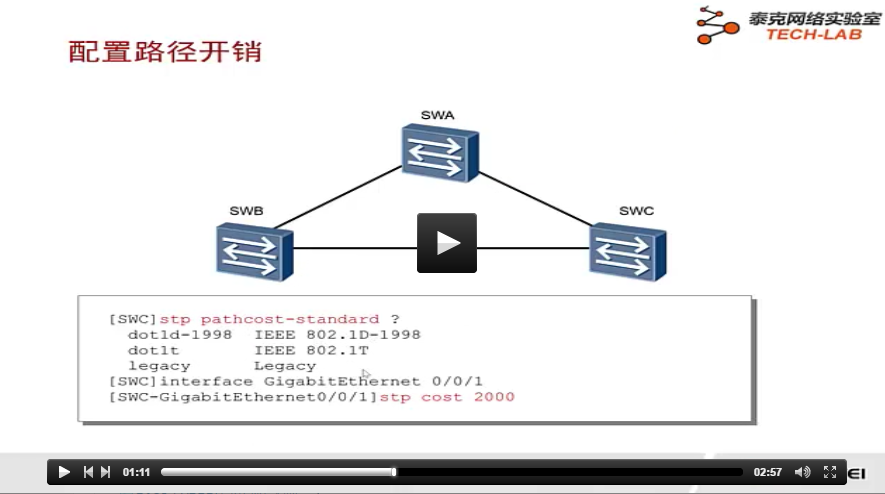 泰克网络实验室
TECH-LAB
配置路径开销
SWA
SWB
SWC
[SWC]stp pathcost-standard ?
dot1d-1998 IEEE 802.1D-1998
dot1t IEEE 802.1T
legacy Legacy
[SWC]interface GigabitEthernet 0/0/1
[SWC-GigabitEthernet0/0/1]stp cost 2000
01:11
02:57
EI